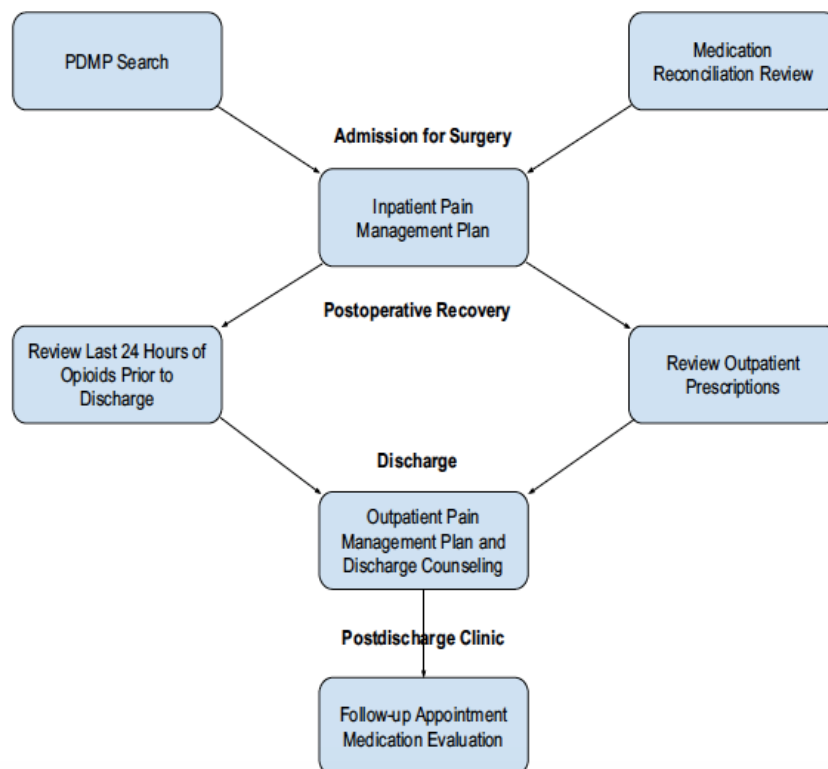 PDMP Search
Medication
Reconciliation Review
Admission for Surgery
Inpatient Pain
Management Plan
Postoperative Recovery
Review Last 24 Hours of
Opioids Prior to
Discharge
Review Outpatient
Prescriptions
Discharge
Outpatient Pain
Management Plan and
Discharge Counseling
Postdischarge Clinic
Follow-up Appointment
Medication Evaluation